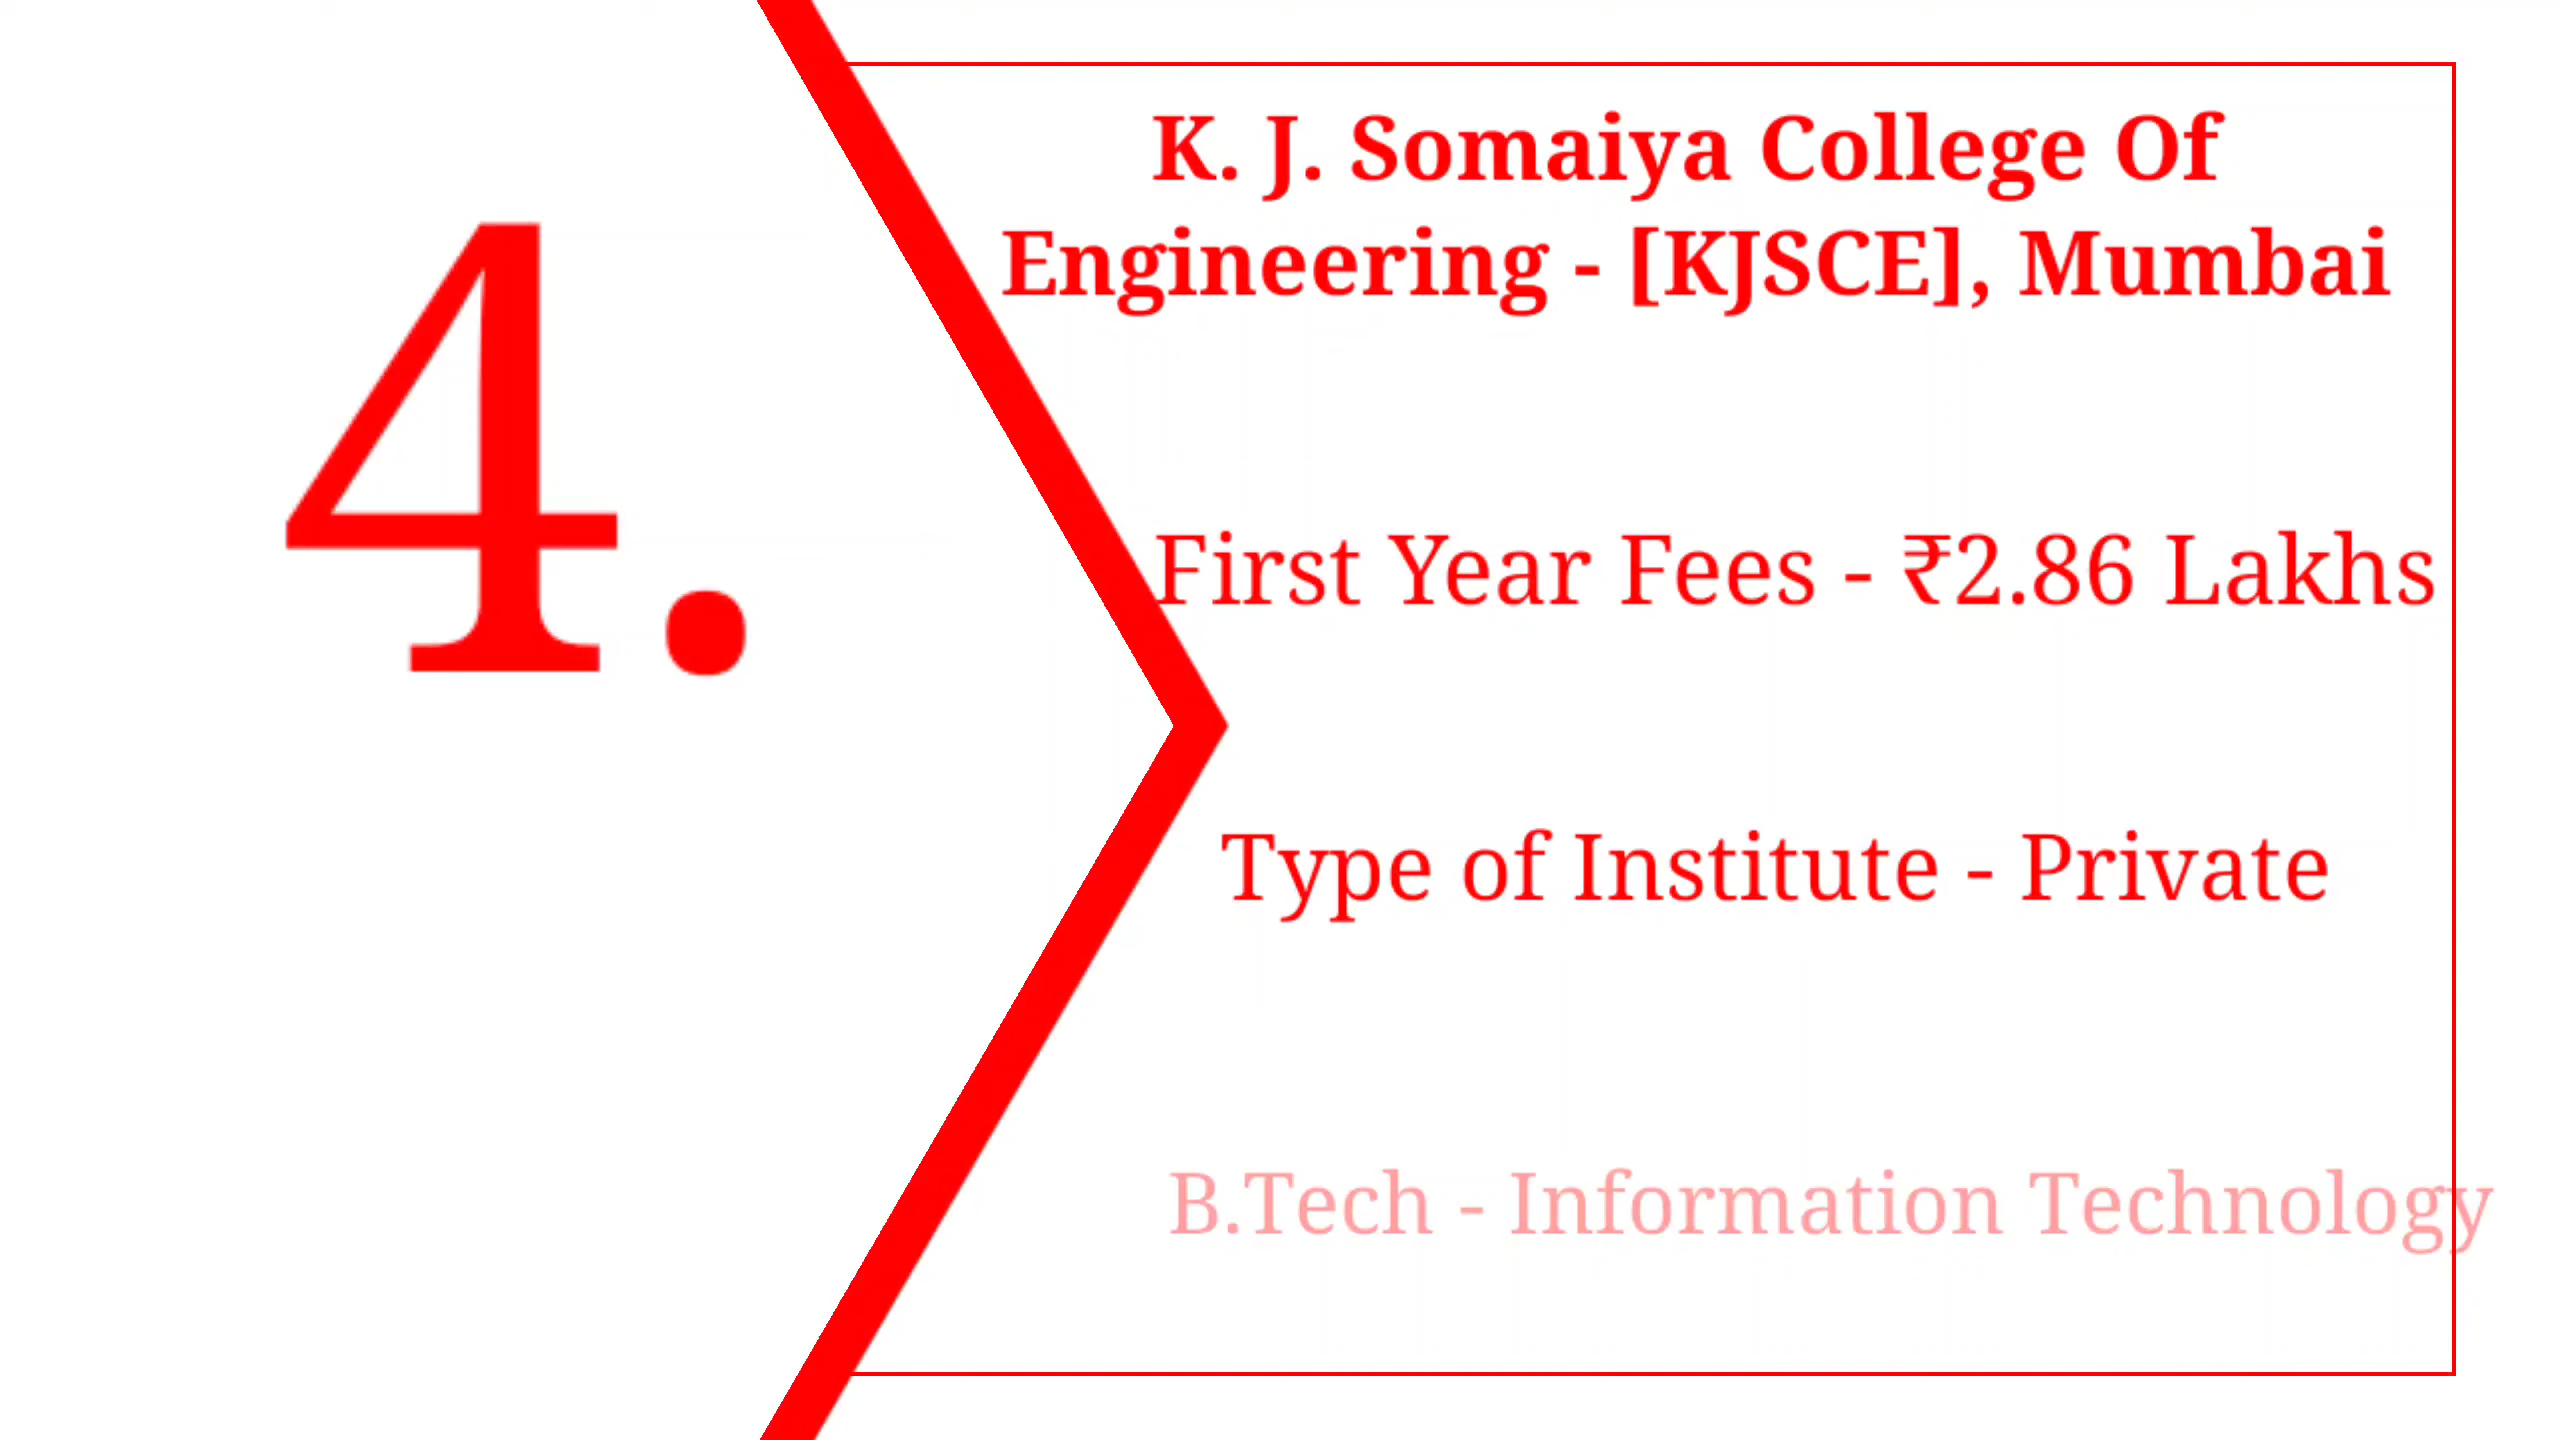 4.
K. J. Somaiya College Of
Engineering - [KJSCE], Mumbai
First Year Fees - ₹2.86 Lakhs
Type of Institute - Private
B.Tech - Information Technology